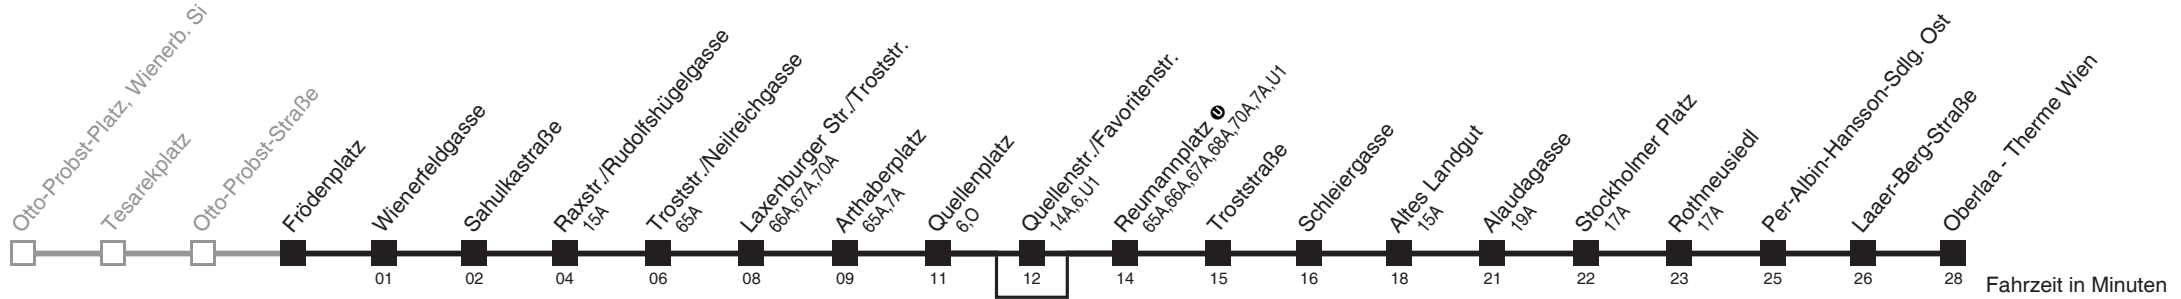 Otto-Probst-Platz, Wienerb. Si
Tesarekplatz
Otto-Probst-Straße
Frödenplatz
Wienerfeldgasse
01
Sahulkastraße
02
Raxstr./Rudolfshügelgasse
15A
04
Troststr./Neilreichgasse
65A
06
Laxenburger Str./Troststr.
66A,67A,70A
08
Arthaberplatz
65A,7A
09
Quellenplatz
6,O
11
Quellenstr./Favoritenstr.
14A,6,U1
12
Reumannplatz U
65A,66A,67A,68A,70A,7A,U1
14
Troststraße
15
Schleiergasse
16
Altes Landgut
15A
18
Alaudagasse
19A
21
Stockholmer Platz
17A
22
Rothneusiedl
17A
23
Per-Albin-Hansson-Sdlg. Ost
25
Laaer-Berg-Straße
26
Oberlaa - Therme Wien
28
Fahrzeit in Minuten